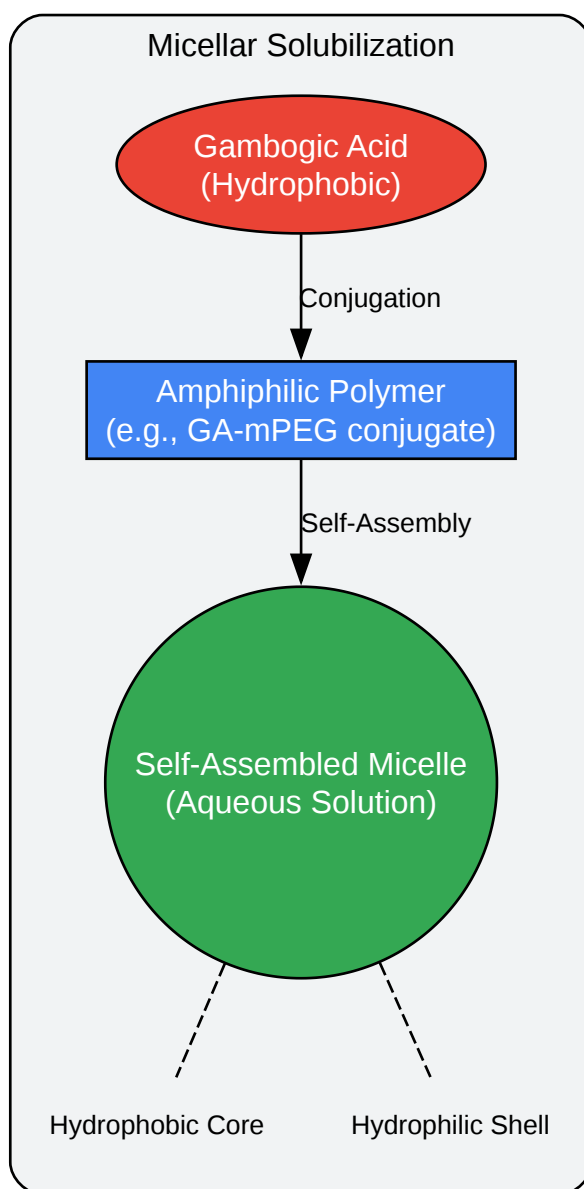 Micellar Solubilization
Gambogic Acid
(Hydrophobic)
Conjugation
Amphiphilic Polymer
(e.g., GA-mPEG conjugate)
Self-Assembly
Self-Assembled Micelle
(Aqueous Solution)
Hydrophobic Core
Hydrophilic Shell